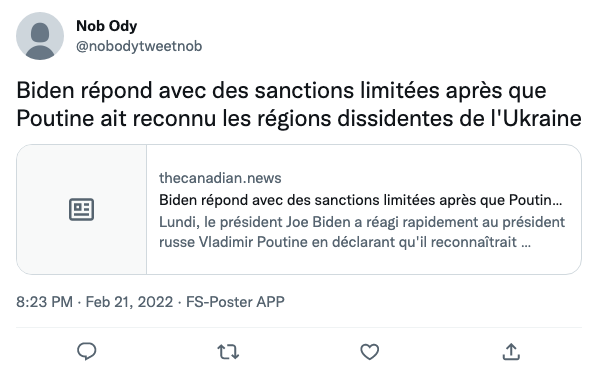 Nob Ody
@nobodytweetnob
Biden répond avec des sanctions limitées après que
Poutine ait reconnu les régions dissidentes de l'Ukraine
thecanadian.news
Biden répond avec des sanctions limitées après que Poutin...
Lundi, le président Joe Biden a réagi rapidement au président
russe Vladimir Poutine en déclarant qu'il reconnaîtrait ...
8:23 PM · Feb 21, 2022 · FS-Poster APP